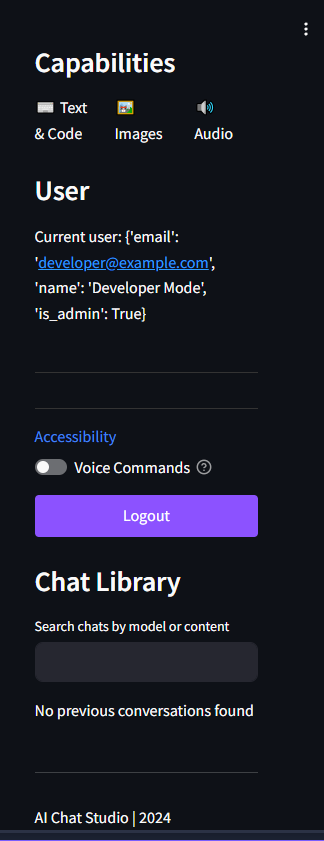 Capabilities
Text & Code
Images
Audio
User
Current user: {'email':
'developer@example.com',
'name': 'Developer Mode',
'is_admin': True}
Accessibility
Voice Commands
Logout
Chat Library
Search chats by model or content
No previous conversations found
AI Chat Studio | 2024